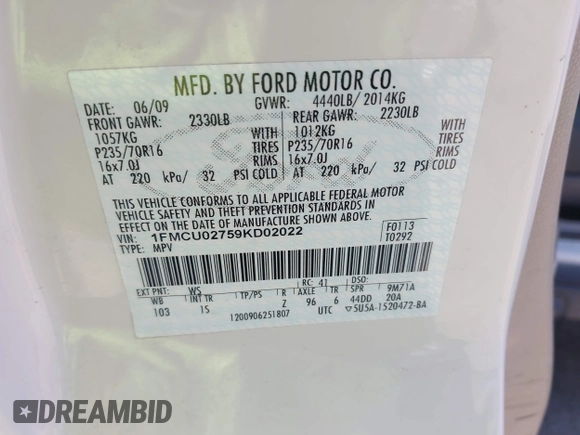 MFD. BY FORD MOTOR CO.
DATE: 06/09 GVWR: 4440LB/ 2014KG
FRONT GAWR: 2330LB REAR GAWR: 2230LB
1057KG WITH 1012KG WITH
P235/70R16 TIRES P235/70R16 TIRES
16x7.0J RIMS 16x7.0J RIMS
AT 220 kPa/ 32 PSI COLD AT 220 kPa/ 32 PSI COLD
THIS VEHICLE CONFORMS TO ALL APPLICABLE FEDERAL MOTOR
VEHICLE SAFETY AND THEFT PREVENTION STANDARDS IN
EFFECT ON THE DATE OF MANUFACTURE SHOWN ABOVE.
VIN: 1FMCU02759KD02022 F0113
TYPE: MPV T0292
EXT PNT: WS RC: 41 DSO:
WB INT TR TP/PS R AXLE TR SPR 9M71A
103 1S Z 96 6 44DD 20A
1200906251807 UTC ▽5U5A-1520472-BA
Ford
DREAMBID